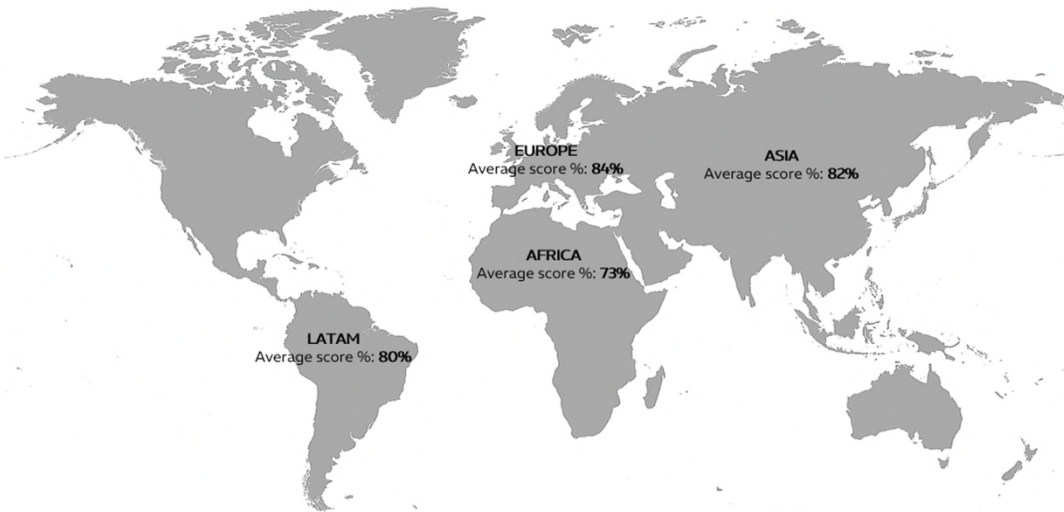 EUROPE
Average score %: 84%
ASIA
Average score %: 82%
AFRICA
Average score %: 73%
LATAM
Average score %: 80%